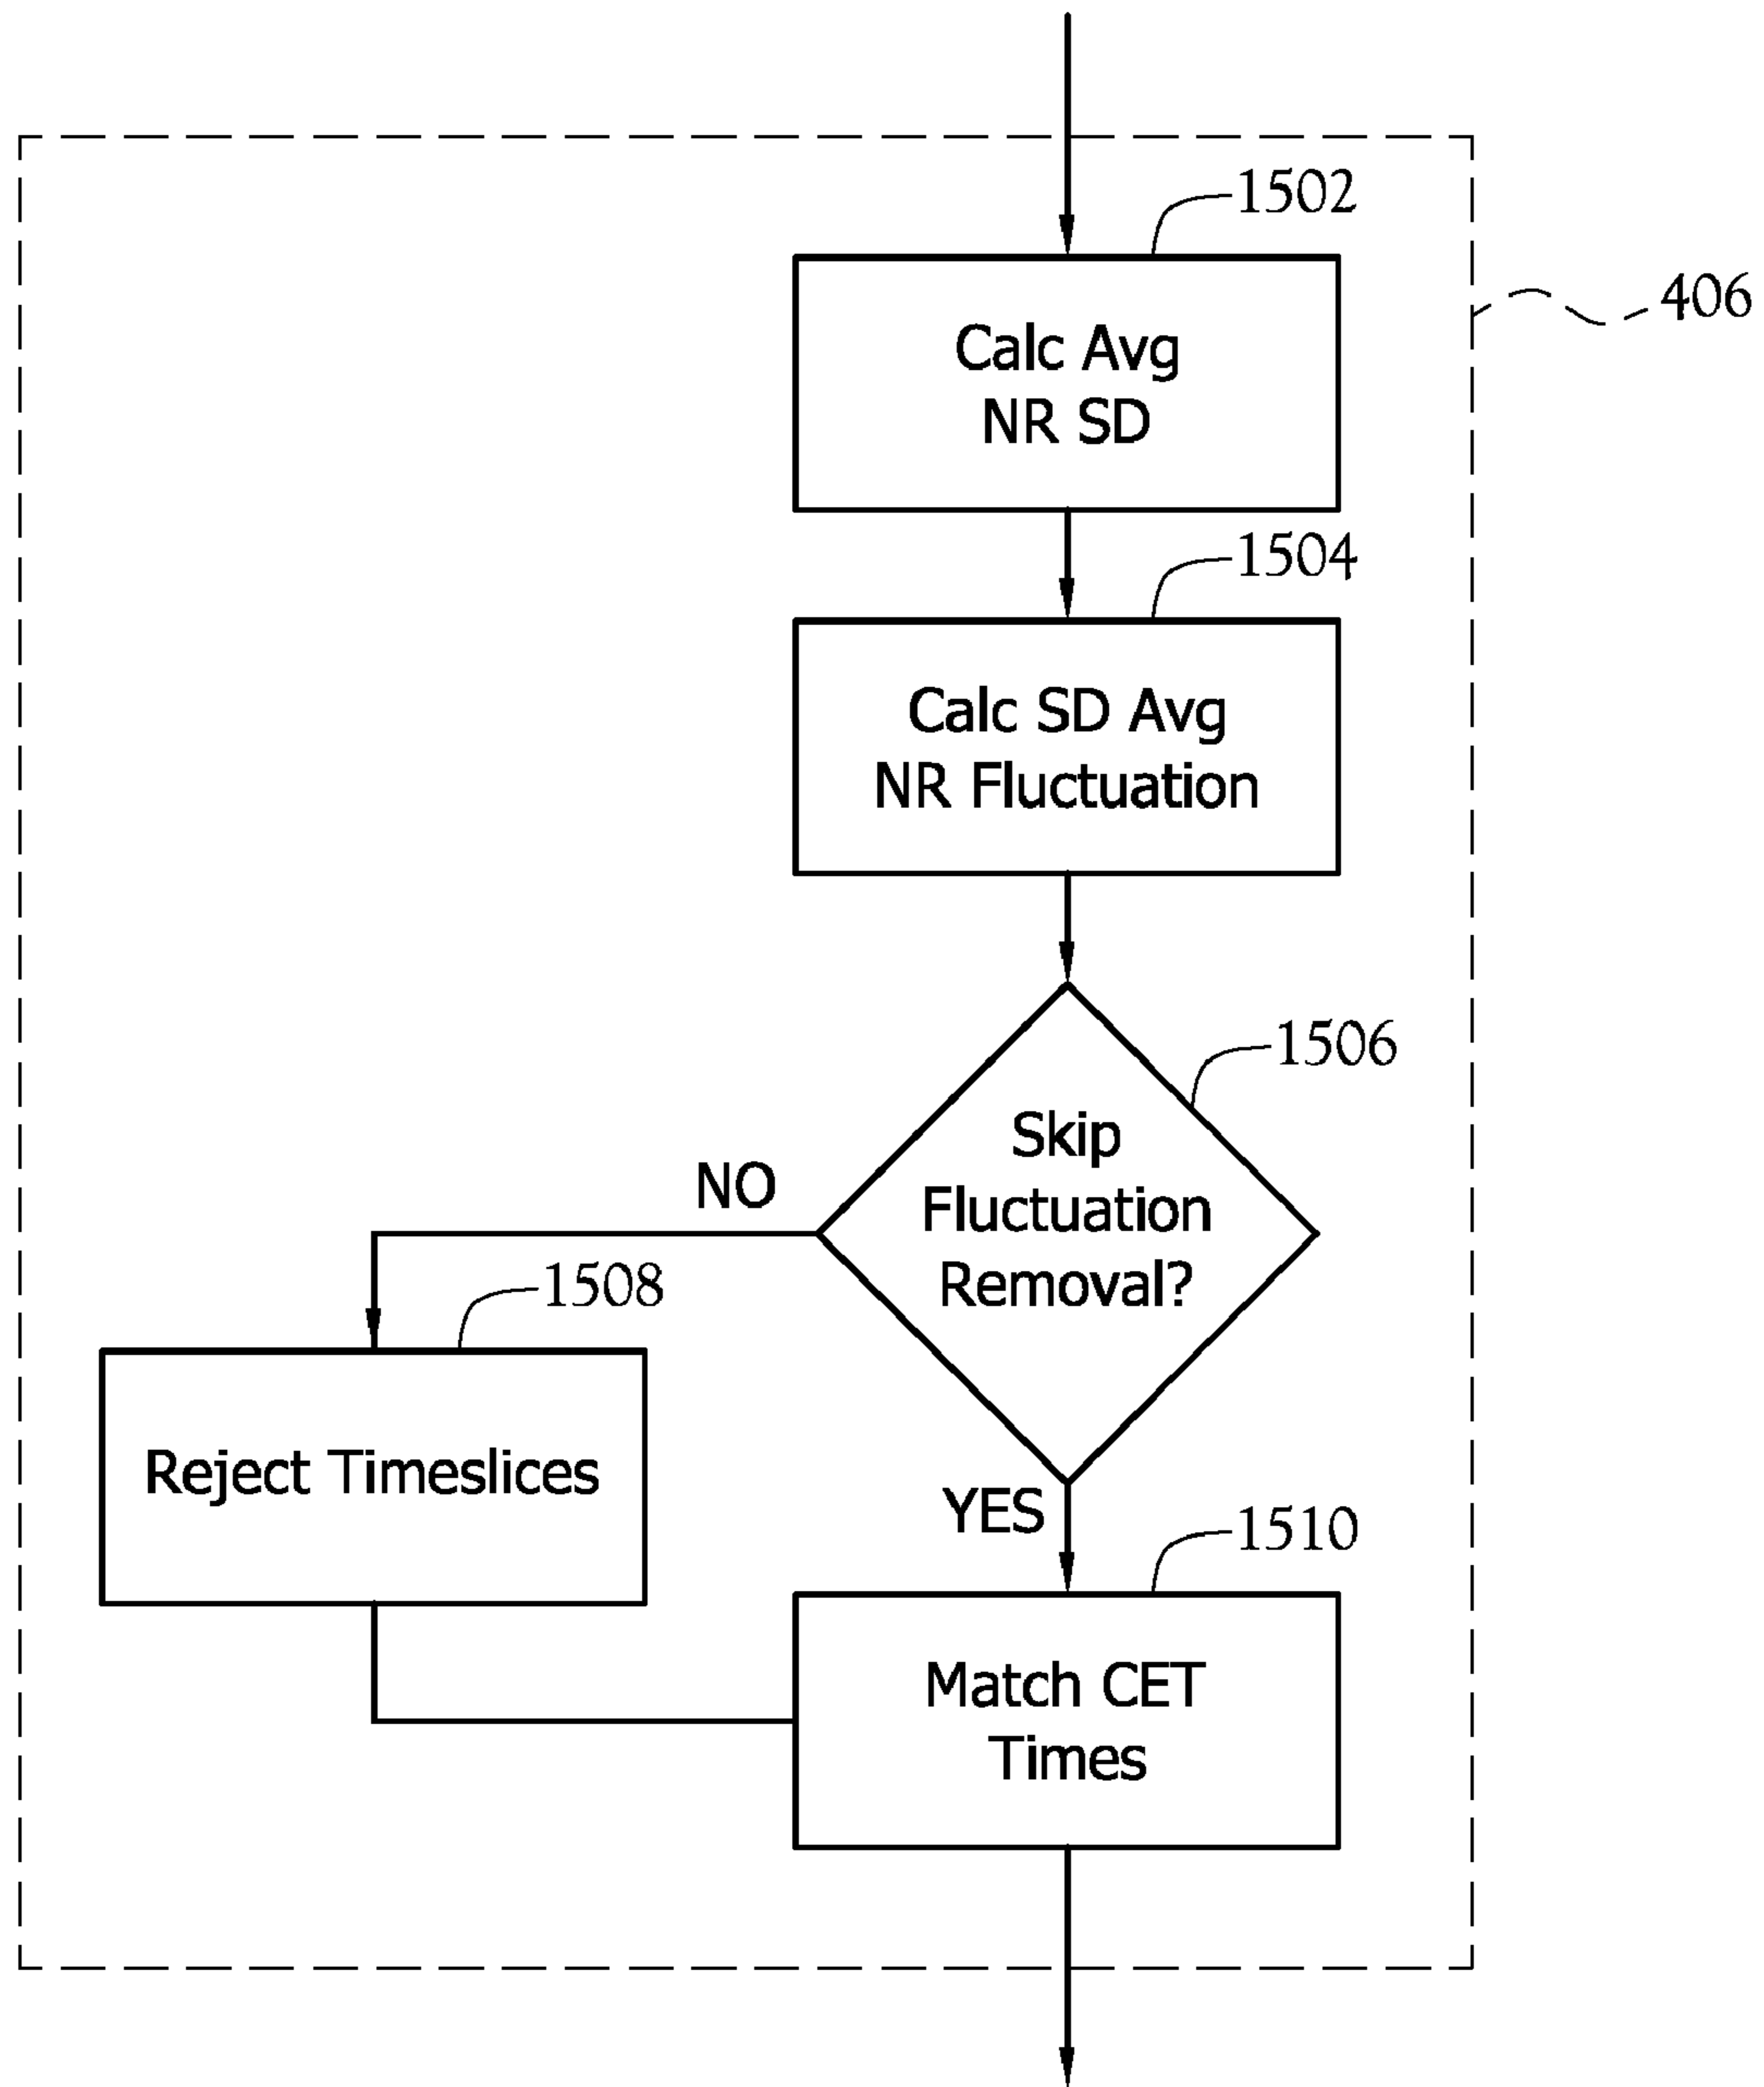 1502
406
Calc Avg
NR SD
1504
Calc SD Avg
NR Fluctuation
1506
Skip
Fluctuation
Removal?
NO
1508
Reject Timeslices
YES
1510
Match CET
Times